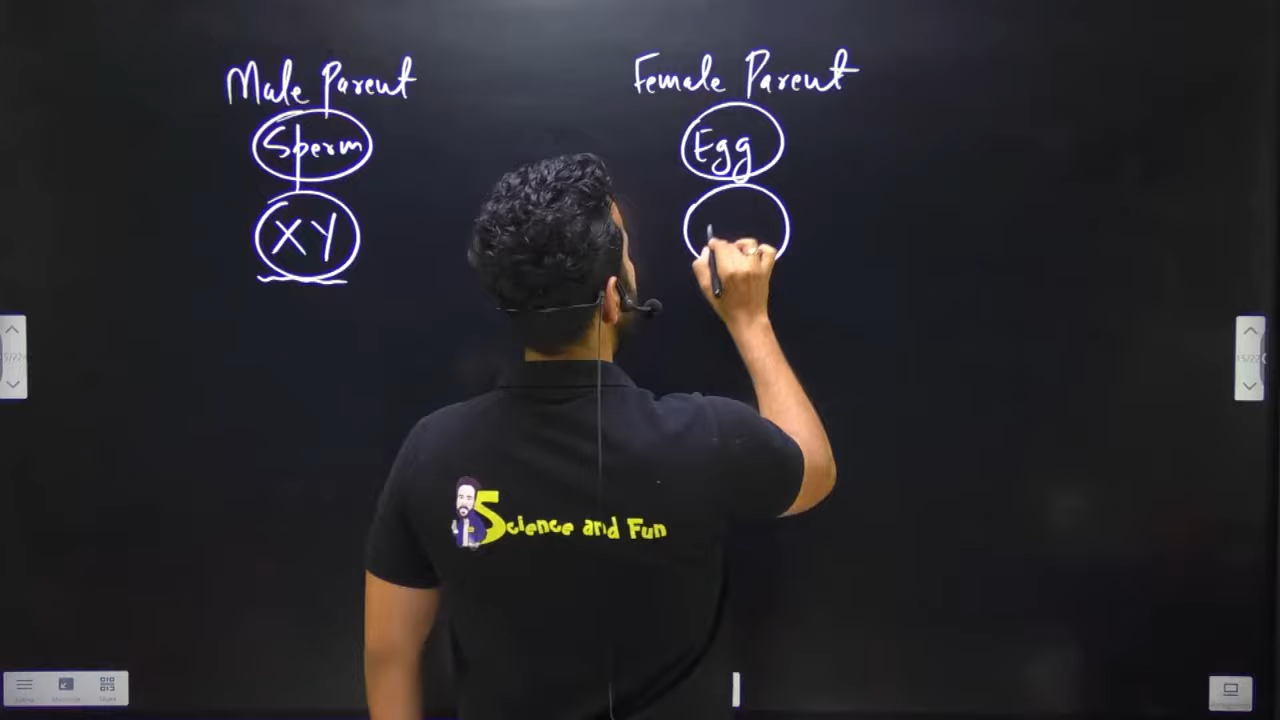 Male Parent
Female Parent
Sperm
Egg
XY
Science and Fun